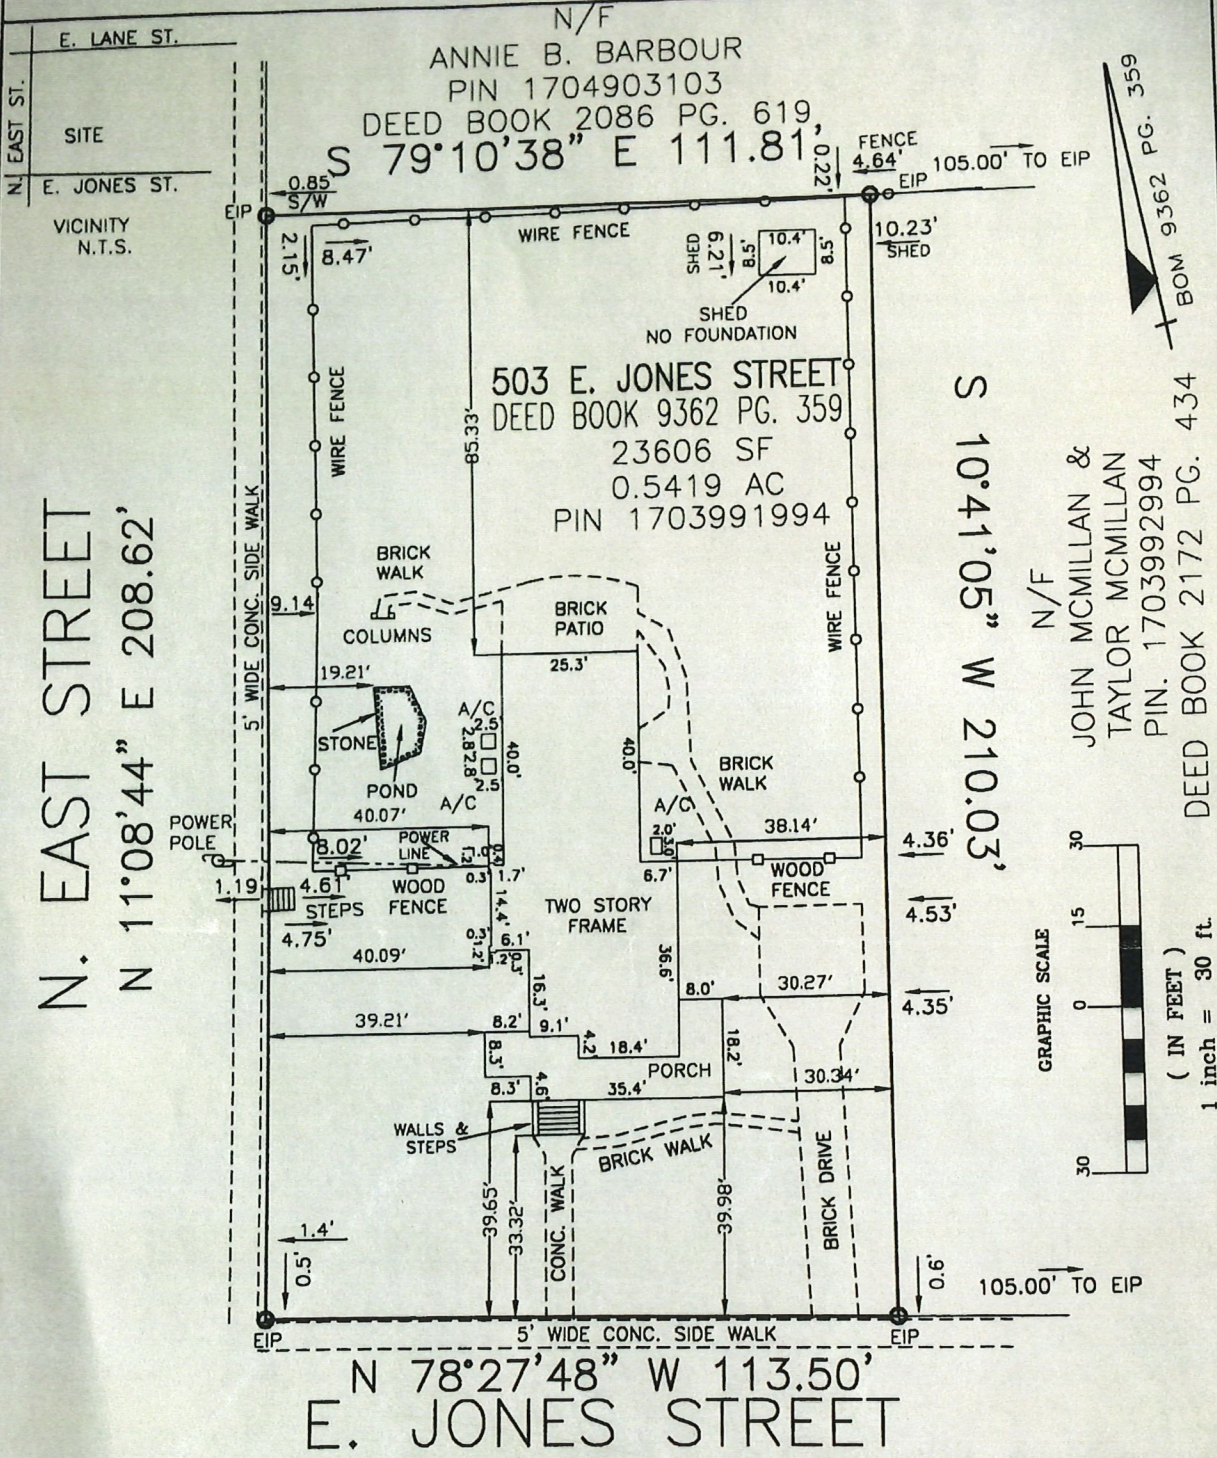 E. LANE ST.
N. EAST ST.
SITE
E. JONES ST.
VICINITY
N.T.S.
N/F
ANNIE B. BARBOUR
PIN 1704903103
DEED BOOK 2086 PG. 619,
S 79°10'38" E 111.81'
0.22'
FENCE
4.64'
105.00' TO EIP
EIP
BOM 9362 PG. 359
0.85'
S/W
EIP
2.15'
8.47'
WIRE FENCE
SHED
6.21'
10.4'
8.5'
8.5'
10.4'
10.23'
SHED
SHED
NO FOUNDATION
503 E. JONES STREET
DEED BOOK 9362 PG. 359
23606 SF
0.5419 AC
PIN 1703991994
WIRE FENCE
85.33'
N. EAST STREET
N 11°08'44" E 208.62'
5' WIDE CONC. SIDE WALK
S 10°41'05" W 210.03'
N/F
JOHN MCMILLAN &
TAYLOR MCMILLAN
PIN. 1703992994
DEED BOOK 2172 PG. 434
BRICK
WALK
COLUMNS
BRICK
PATIO
WIRE FENCE
9.14
25.3'
19.21'
STONE
POND
A/C
2.5'
2.8'
2.8'
2.5
A/C
40.0'
40.0'
BRICK
WALK
A/C
2.0'
3.0'
38.14'
4.36'
40.07'
POWER
POLE
8.02'
POWER
LINE
0.4'
0.3'
1.7'
6.7'
WOOD
FENCE
1.19
4.61'
STEPS
WOOD
FENCE
14.4'
TWO STORY
FRAME
4.53'
4.75'
0.3'
1.2'
6.1'
0.3'
40.09'
36.6'
16.3'
8.0'
30.27'
4.35'
39.21'
8.2'
9.1'
8.3'
4.2'
18.4'
PORCH
18.2'
8.3'
4.6'
35.4'
30.34'
WALLS &
STEPS
BRICK WALK
39.65'
33.32'
CONC. WALK
39.98'
BRICK DRIVE
GRAPHIC SCALE
30
15
0
30
( IN FEET )
1 inch = 30 ft.
1.4'
0.5'
0.9'
105.00' TO EIP
EIP
5' WIDE CONC. SIDE WALK
EIP
N 78°27'48" W 113.50'
E. JONES STREET